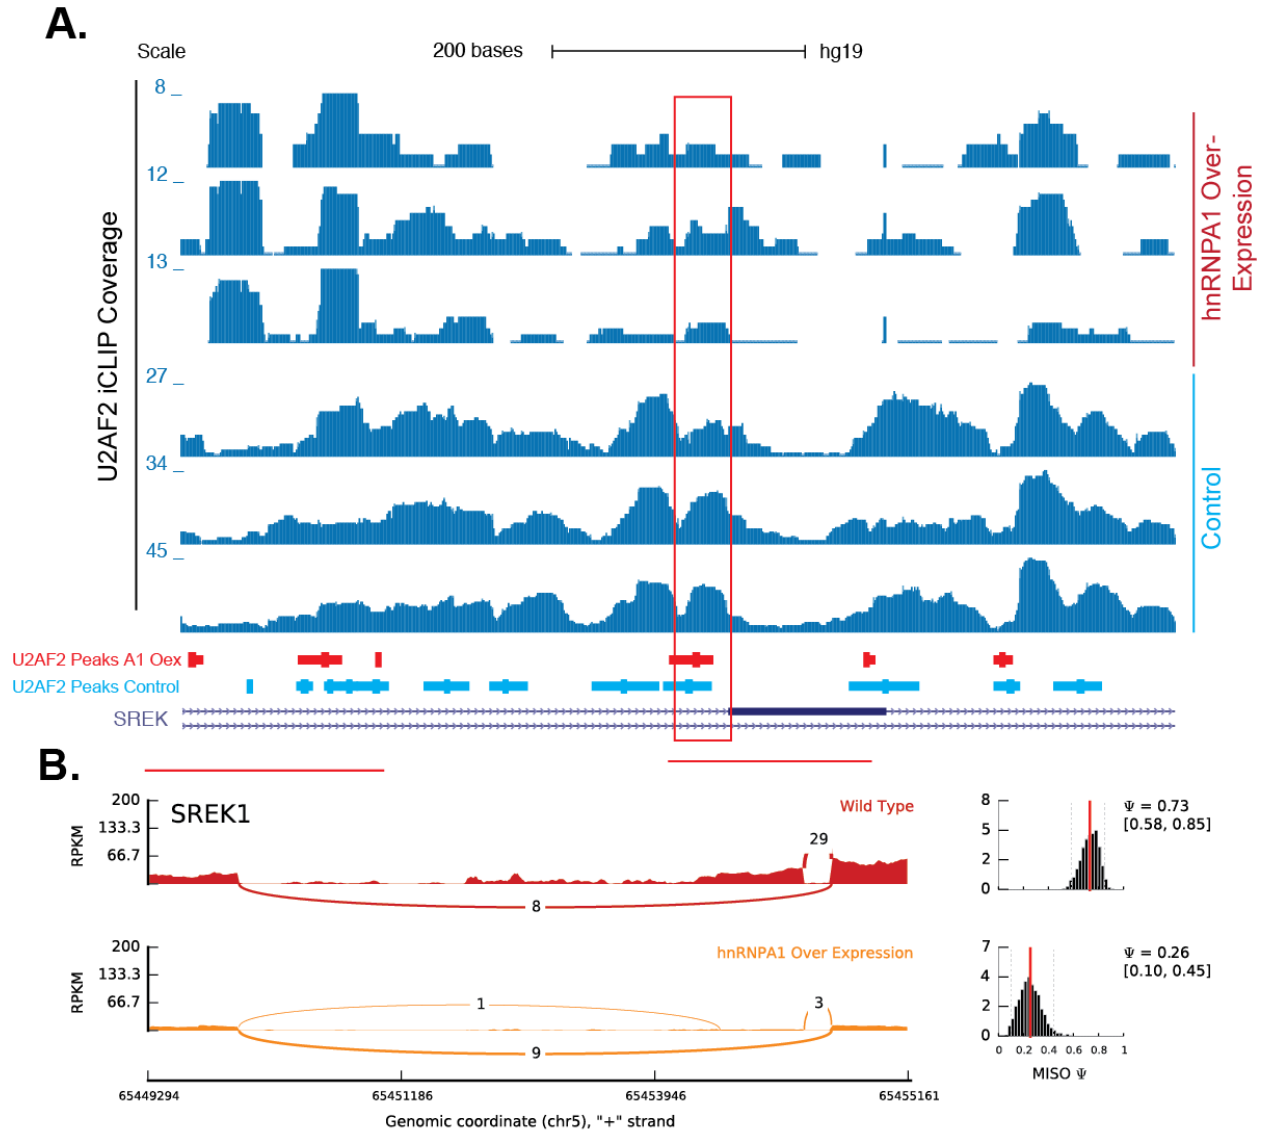 A.
Scale 200 bases hg19
8
12
13
27
34
45
U2AF2 iCLIP Coverage
hnRNPA1 Over-
Expression
Control
U2AF2 Peaks A1 Oex
U2AF2 Peaks Control
SREK
B.
200
133.3
66.7
RPKM
SREK1
Wild Type
29
8
8
5
2
0
Ψ = 0.73
[0.58, 0.85]
200
133.3
66.7
RPKM
hnRNPA1 Over Expression
1
3
9
7
4
2
0
Ψ = 0.26
[0.10, 0.45]
0 0.2 0.4 0.6 0.8 1
MISO Ψ
65449294 65451186 65453946 65455161
Genomic coordinate (chr5), "+" strand